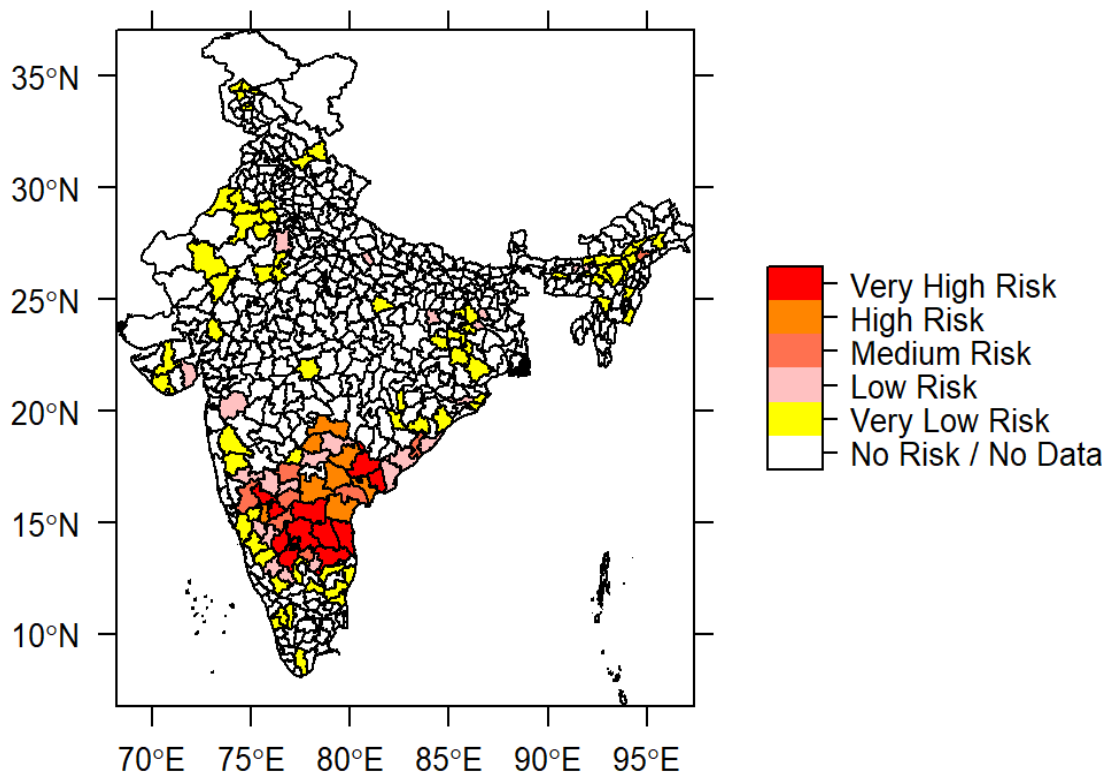 35°N
30°N
25°N
20°N
15°N
10°N
70°E 75°E 80°E 85°E 90°E 95°E
Very High Risk
High Risk
Medium Risk
Low Risk
Very Low Risk
No Risk / No Data